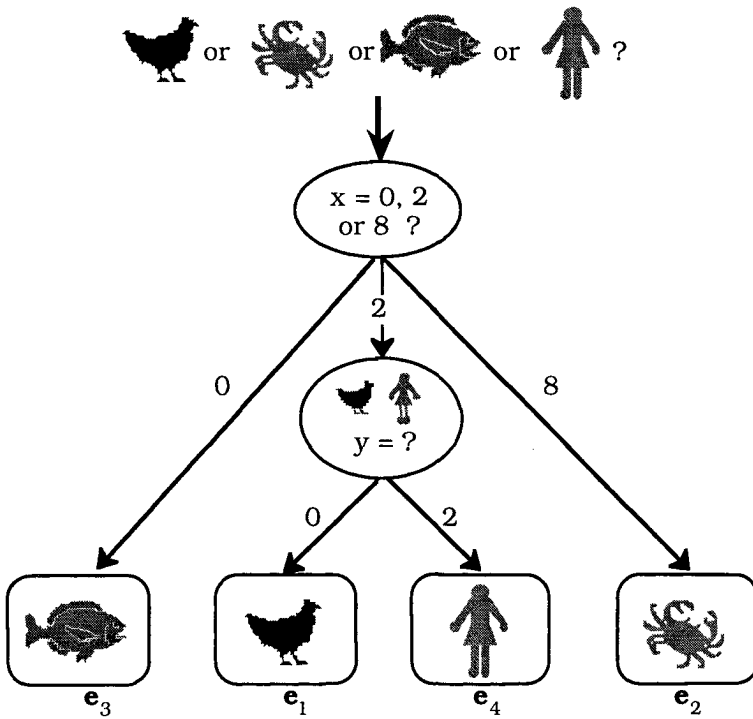 or or or ?
x = 0, 2
or 8 ?
2
0
8
y = ?
0 2
e3 e1 e4 e2